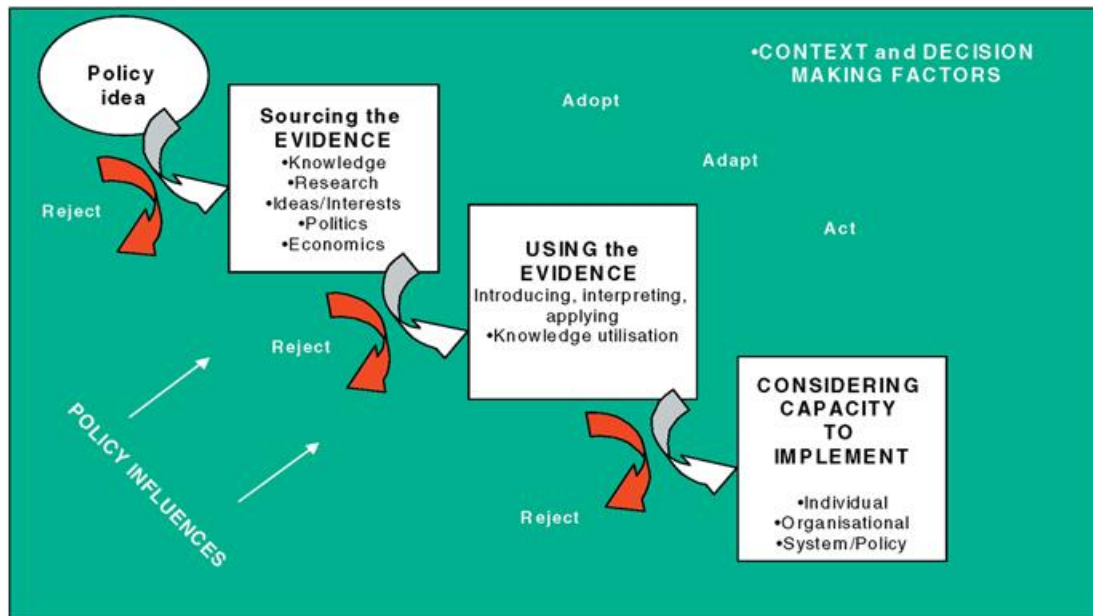 Policy
idea
•CONTEXT and DECISION
MAKING FACTORS
Sourcing the
EVIDENCE
•Knowledge
•Research
•Ideas/Interests
•Politics
•Economics
Adopt
Adapt
Act
Reject
USING the
EVIDENCE
Introducing, interpreting,
applying
•Knowledge utilisation
Reject
CONSIDERING
CAPACITY
TO
IMPLEMENT
•Individual
•Organisational
•System/Policy
Reject
POLICY INFLUENCES